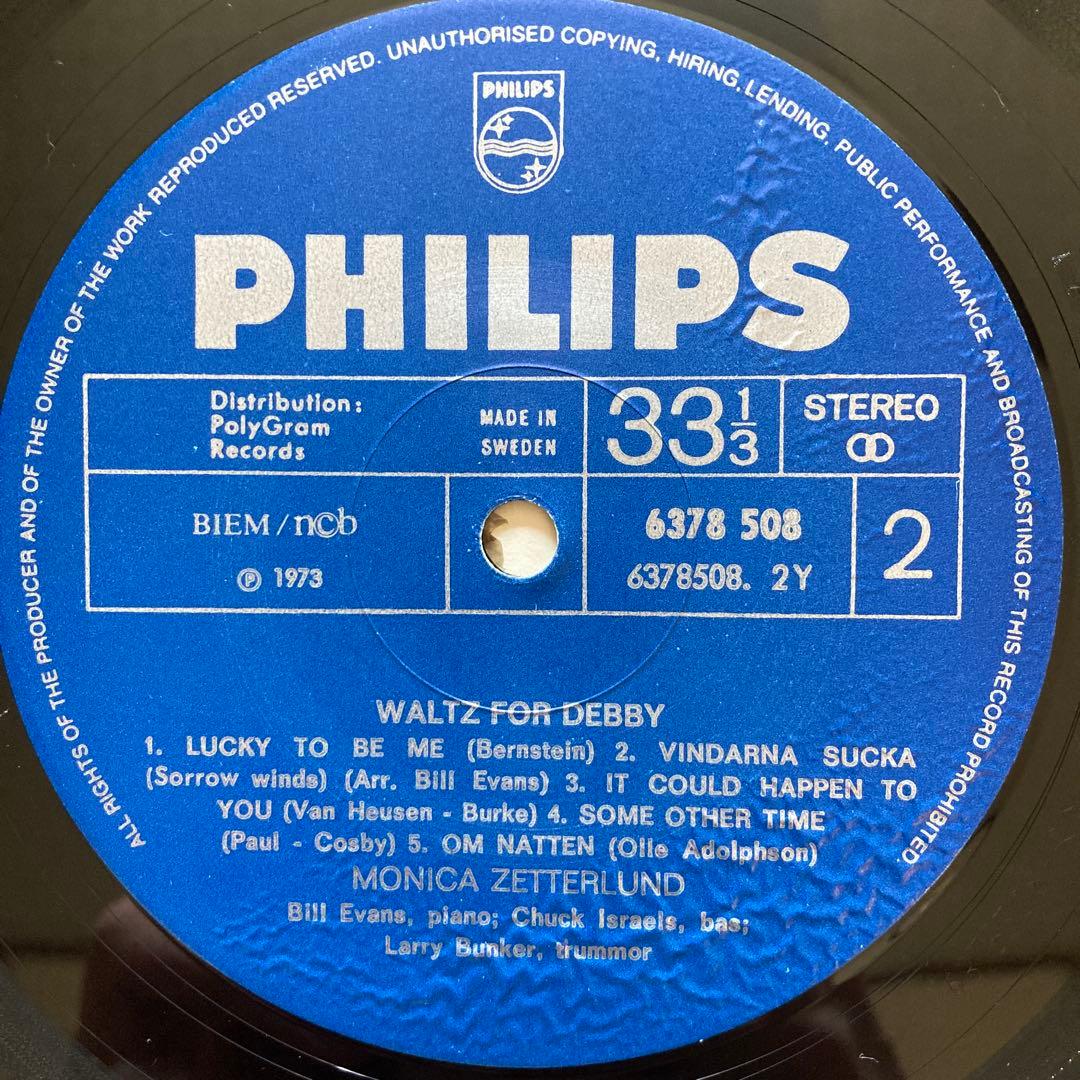 ALL RIGHTS OF THE PRODUCER AND OF THE OWNER OF THE WORK REPRODUCED RESERVED. UNAUTHORISED COPYING, HIRING, LENDING, PUBLIC PERFORMANCE AND BROADCASTING OF THIS RECORD PROHIBITED.
PHILIPS
PHILIPS
Distribution:
PolyGram
Records
MADE IN
SWEDEN
33 1/3
STEREO
BIEM / n©b
℗ 1973
6378 508
6378508. 2Y
2
WALTZ FOR DEBBY
1. LUCKY TO BE ME (Bernstein) 2. VINDARNA SUCKA
(Sorrow winds) (Arr. Bill Evans) 3. IT COULD HAPPEN TO
YOU (Van Heusen - Burke) 4. SOME OTHER TIME
(Paul - Cosby) 5. OM NATTEN (Olle Adolphson)
MONICA ZETTERLUND
Bill Evans, piano; Chuck Israels, bas;
Larry Bunker, trummor